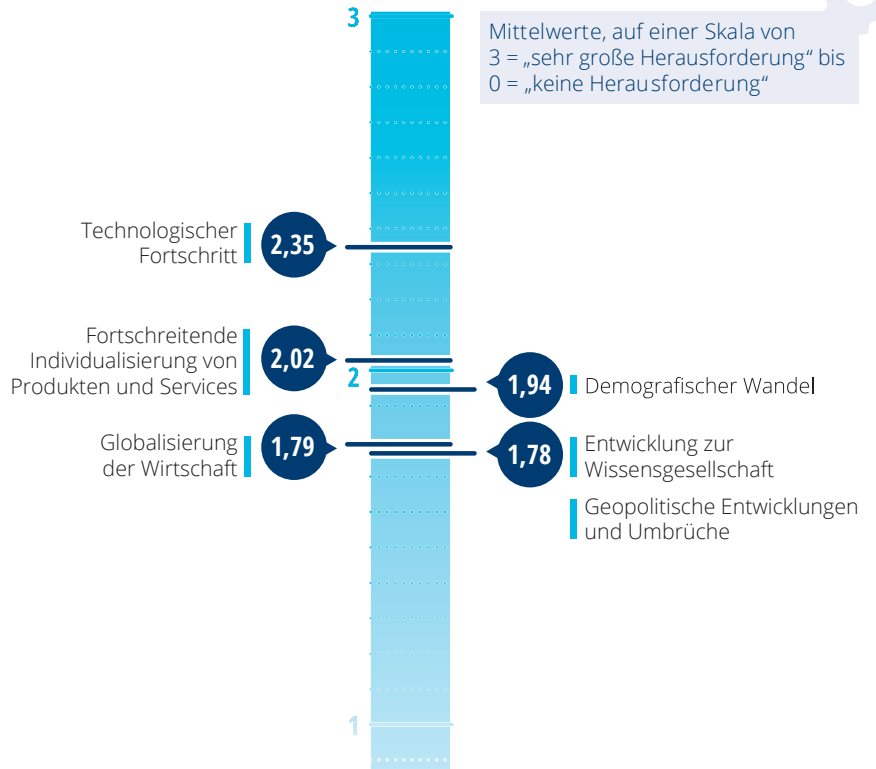 3
Mittelwerte, auf einer Skala von
3 = „sehr große Herausforderung“ bis
0 = „keine Herausforderung“
Technologischer
Fortschritt
2,35
Fortschreitende
Individualisierung von
Produkten und Services
2,02
2
1,94
Demografischer Wandel
Globalisierung
der Wirtschaft
1,79
1,78
Entwicklung zur
Wissensgesellschaft
Geopolitische Entwicklungen
und Umbrüche
1